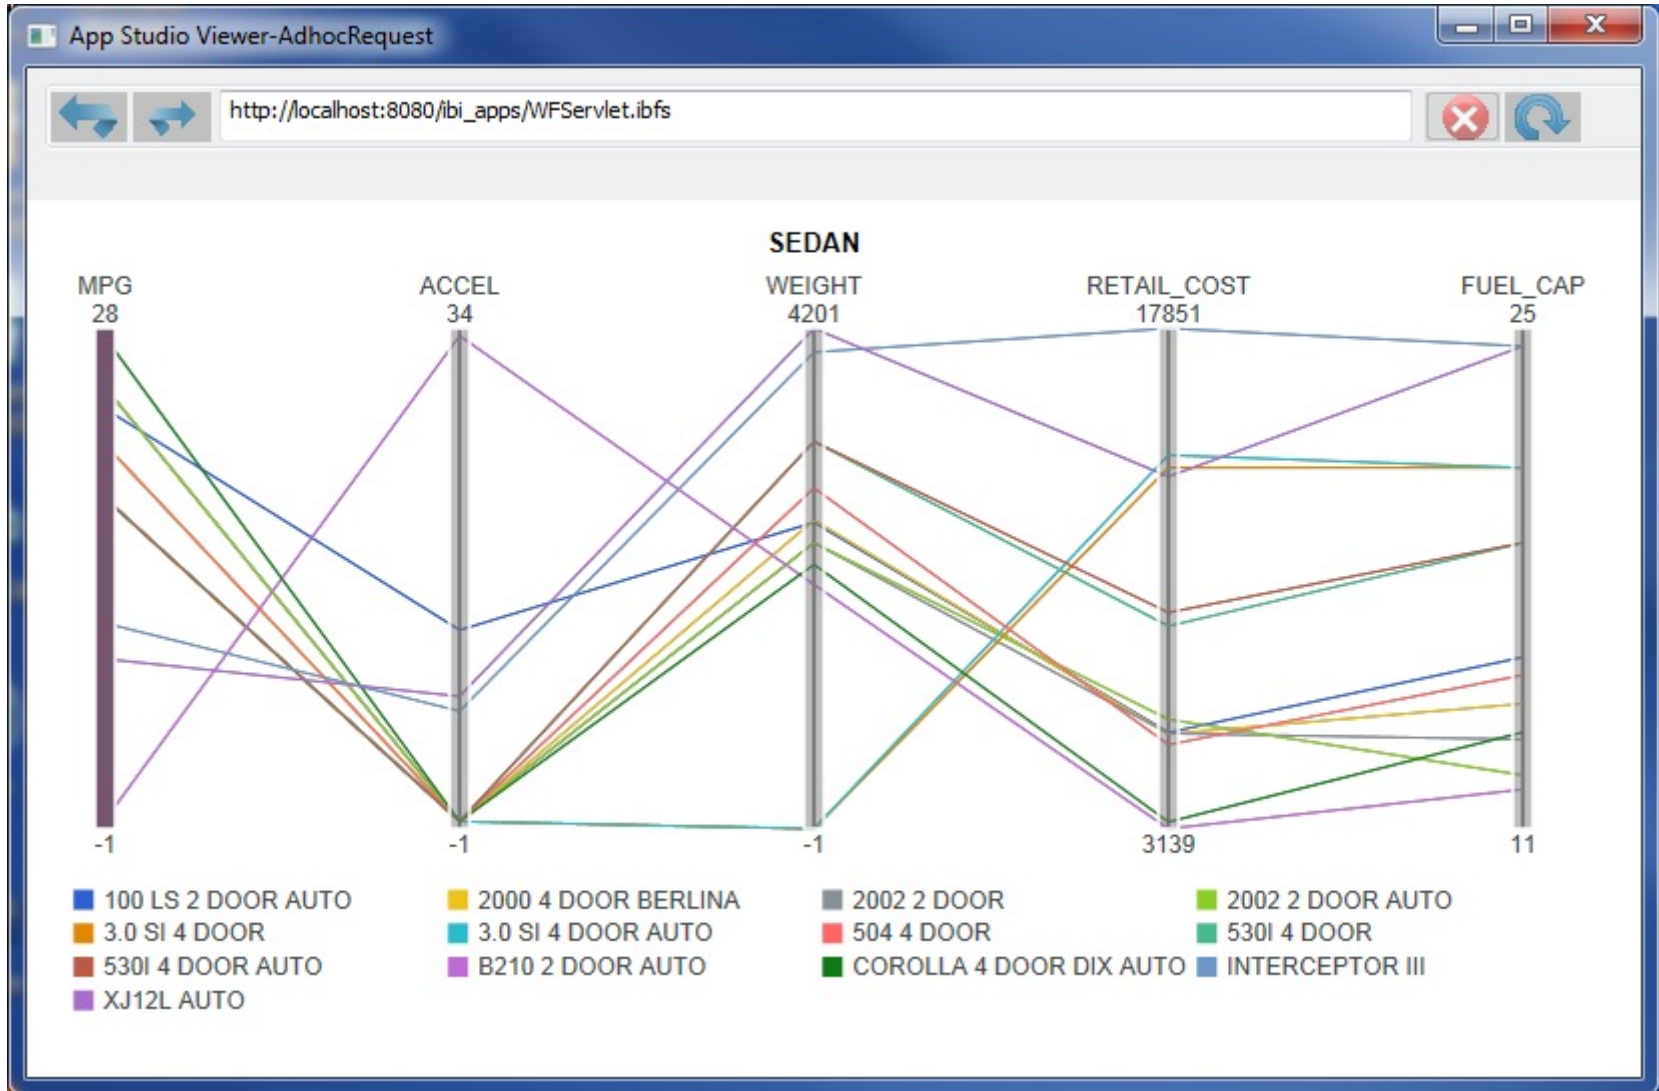 App Studio Viewer-AdhocRequest
http://localhost:8080/ibi_apps/WFServlet.ibfs
SEDAN
MPG ACCEL WEIGHT RETAIL_COST FUEL_CAP
28 34 4201 17851 25
-1 -1 -1 3139 11
100 LS 2 DOOR AUTO 2000 4 DOOR BERLINA 2002 2 DOOR 2002 2 DOOR AUTO
3.0 SI 4 DOOR 3.0 SI 4 DOOR AUTO 504 4 DOOR 530I 4 DOOR
530I 4 DOOR AUTO B210 2 DOOR AUTO COROLLA 4 DOOR DIX AUTO INTERCEPTOR III
XJ12L AUTO